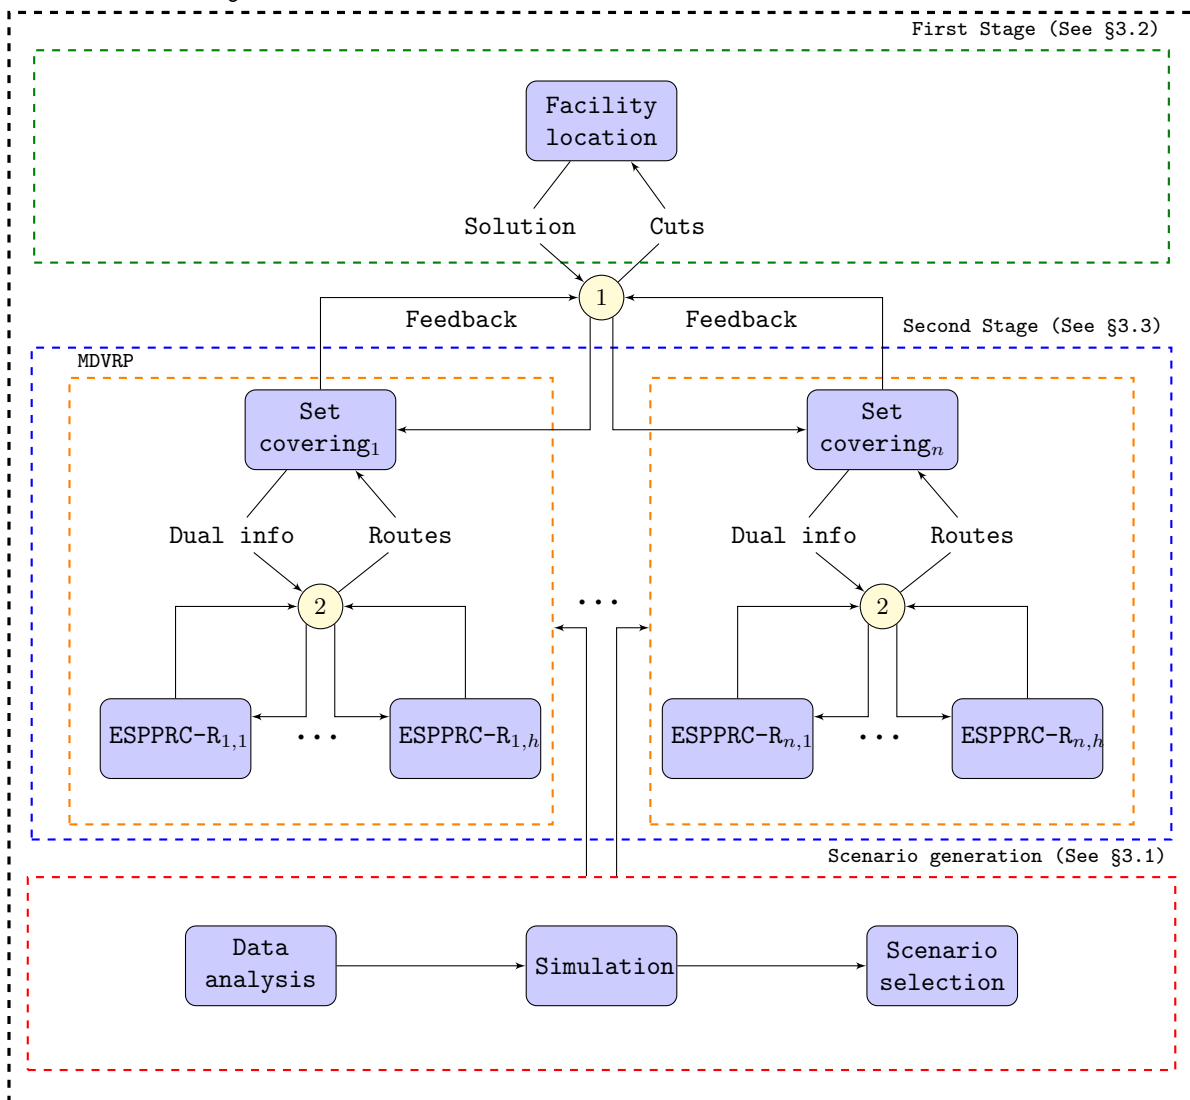 First Stage (See §3.2)
Facility
location
Solution
Cuts
1
Feedback
Feedback
Second Stage (See §3.3)
MDVRP
Set
covering₁
Set
coveringₙ
Dual info
Routes
Dual info
Routes
...
2
2
ESPPRC-R₁,₁
...
ESPPRC-R₁,ₕ
ESPPRC-Rₙ,₁
...
ESPPRC-Rₙ,ₕ
Scenario generation (See §3.1)
Data
analysis
Simulation
Scenario
selection